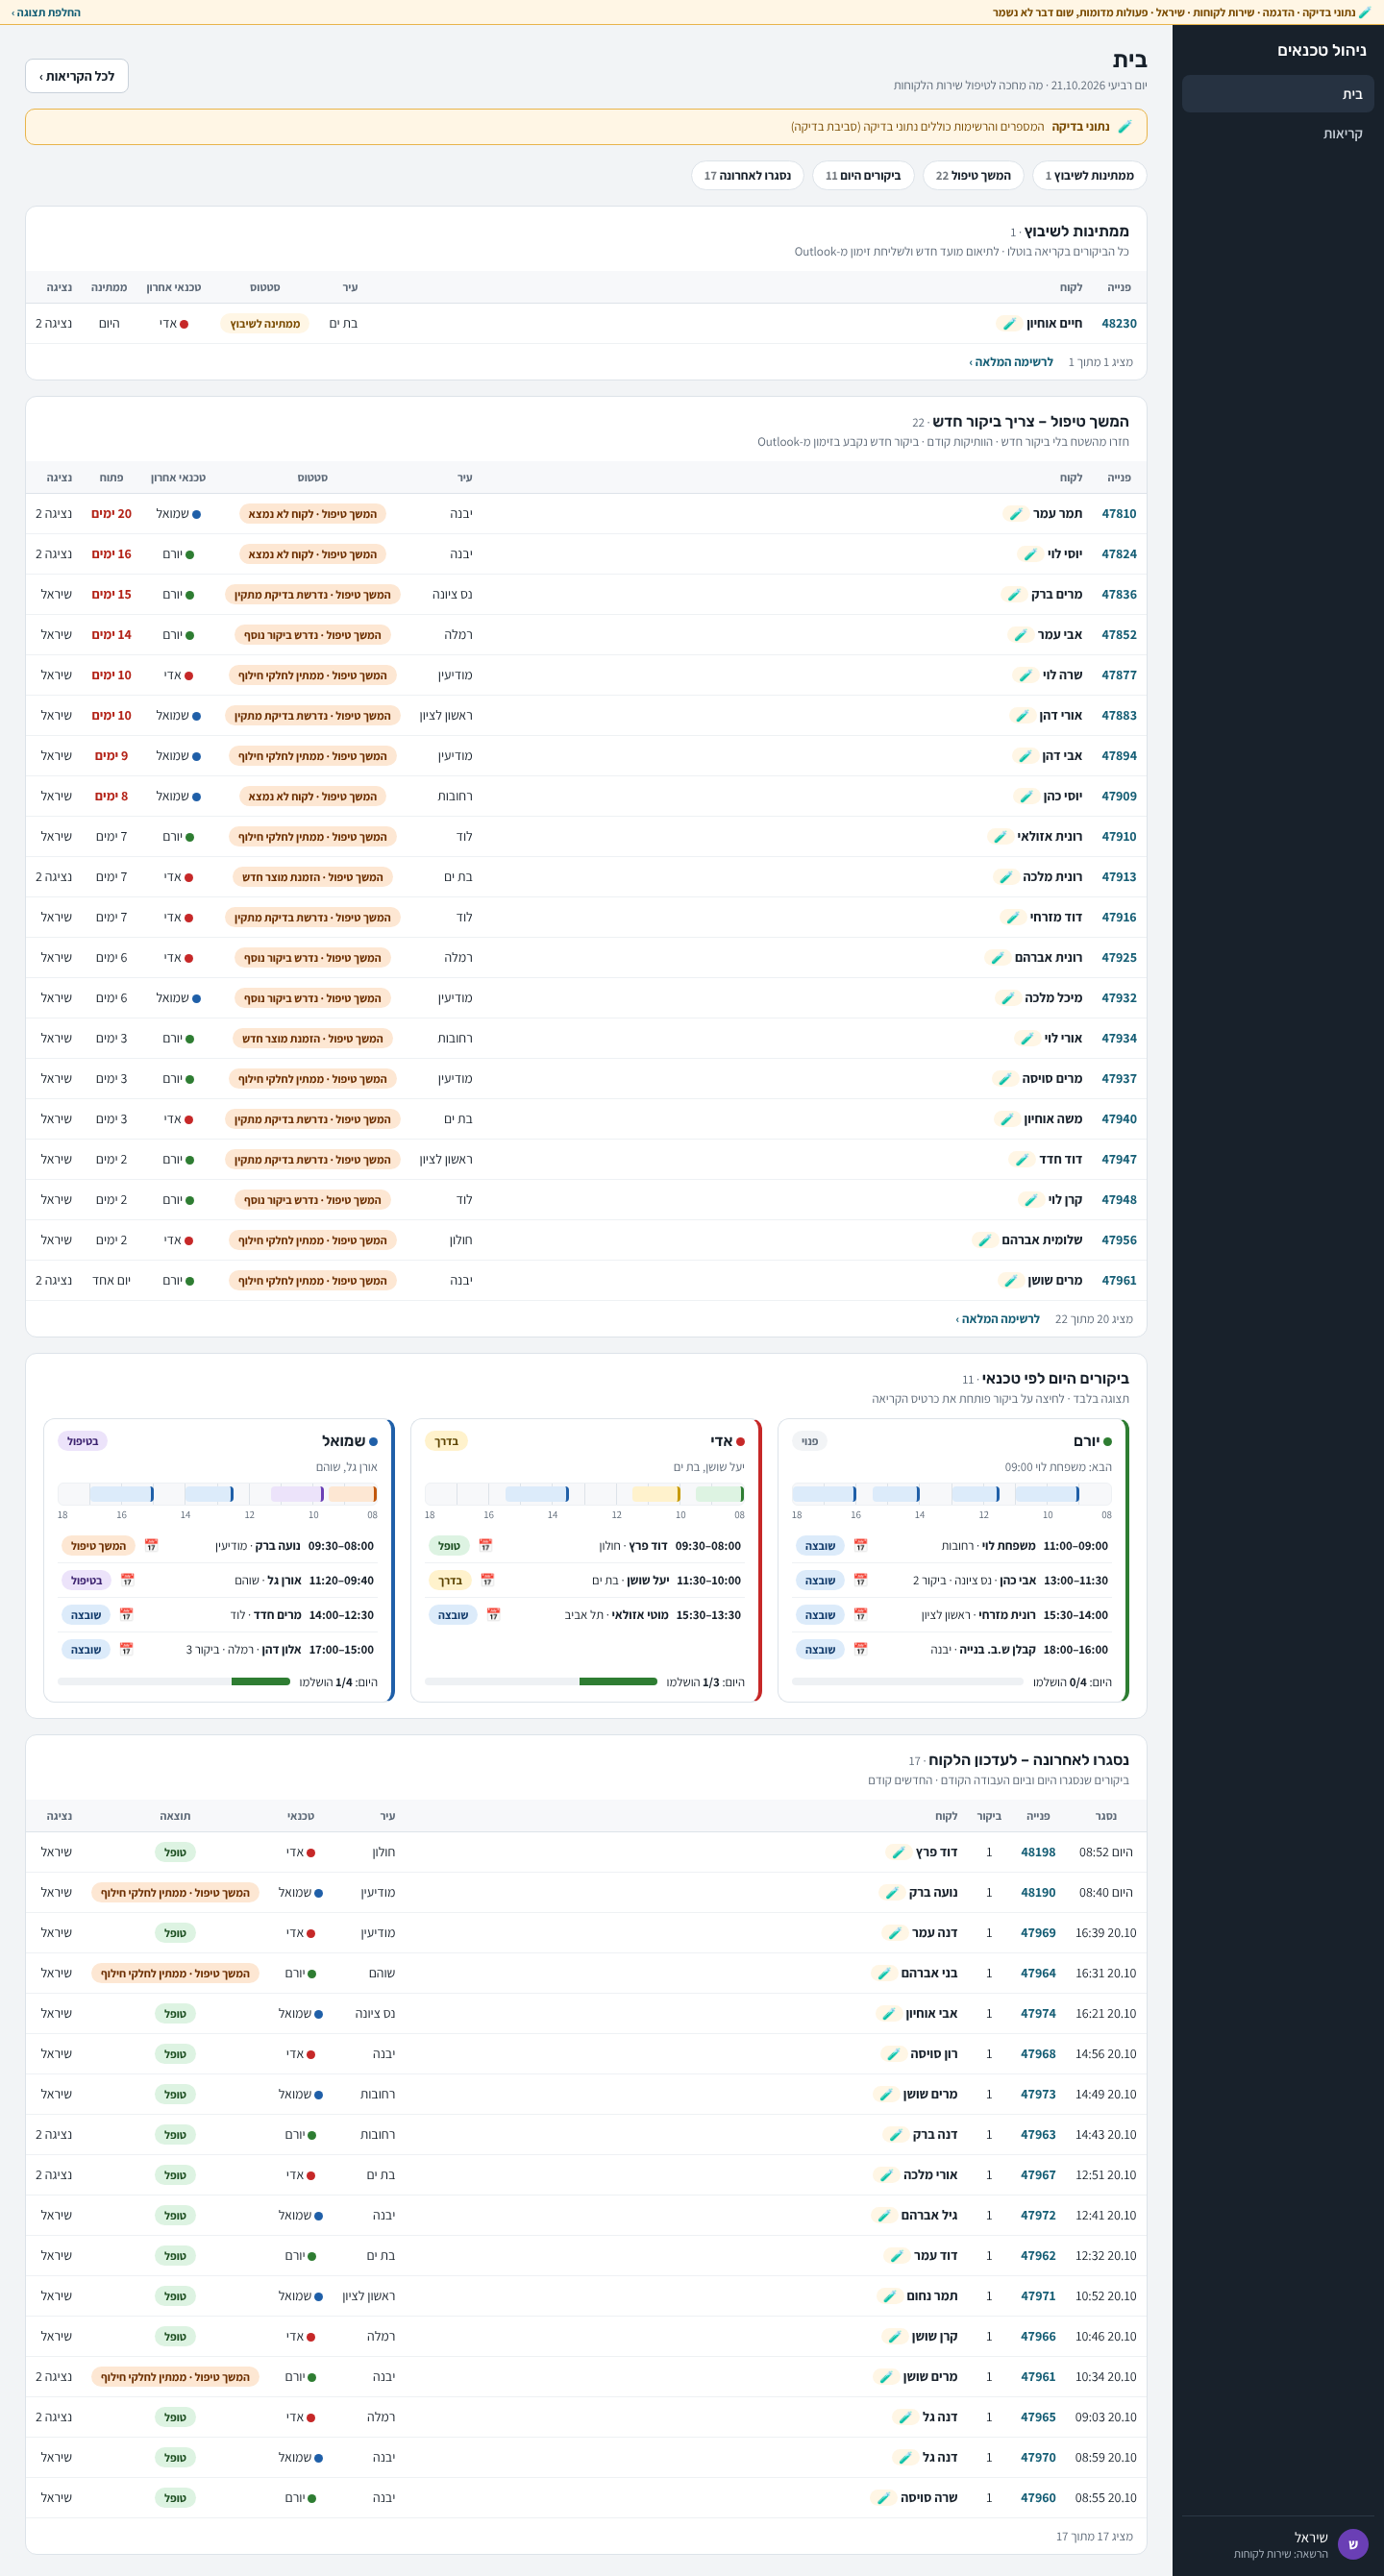 נתוני בדיקה · הדגמה · שירות לקוחות · שיראל · פעולות מדומות, שום דבר לא נשמר
החלפת תצוגה ‹
ניהול טכנאים
בית
קריאות
בית
יום רביעי 21.10.2026 · מה מחכה לטיפול שירות הלקוחות
לכל הקריאות ‹
נתוני בדיקה המספרים והרשימות כוללים נתוני בדיקה (סביבת בדיקה)
ממתינות לשיבוץ 1
המשך טיפול 22
ביקורים היום 11
נסגרו לאחרונה 17
ממתינות לשיבוץ · 1
כל הביקורים בקריאה בוטלו · לתיאום מועד חדש ולשליחת זימון מ-Outlook
פנייה לקוח עיר סטטוס טכנאי אחרון ממתינה נציגה
48230 חיים אוחיון בת ים ממתינה לשיבוץ אדי היום נציגה 2
מציג 1 מתוך 1 לרשימה המלאה ‹
המשך טיפול – צריך ביקור חדש · 22
חזרו מהשטח בלי ביקור חדש · הוותיקות קודם · ביקור חדש נקבע בזימון מ-Outlook
פנייה לקוח עיר סטטוס טכנאי אחרון פתוח נציגה
47810 תמר עמר יבנה המשך טיפול · לקוח לא נמצא שמואל 20 ימים נציגה 2
47824 יוסי לוי יבנה המשך טיפול · לקוח לא נמצא יורם 16 ימים נציגה 2
47836 מרים ברק נס ציונה המשך טיפול · נדרשת בדיקת מתקין יורם 15 ימים שיראל
47852 אבי עמר רמלה המשך טיפול · נדרש ביקור נוסף יורם 14 ימים שיראל
47877 שרה לוי מודיעין המשך טיפול · ממתין לחלקי חילוף אדי 10 ימים שיראל
47883 אורי דהן ראשון לציון המשך טיפול · נדרשת בדיקת מתקין שמואל 10 ימים שיראל
47894 אבי דהן מודיעין המשך טיפול · ממתין לחלקי חילוף שמואל 9 ימים שיראל
47909 יוסי כהן רחובות המשך טיפול · לקוח לא נמצא שמואל 8 ימים שיראל
47910 רונית אזולאי לוד המשך טיפול · ממתין לחלקי חילוף יורם 7 ימים שיראל
47913 רונית מלכה בת ים המשך טיפול · הזמנת מוצר חדש אדי 7 ימים נציגה 2
47916 דוד מזרחי לוד המשך טיפול · נדרשת בדיקת מתקין אדי 7 ימים שיראל
47925 רונית אברהם רמלה המשך טיפול · נדרש ביקור נוסף אדי 6 ימים שיראל
47932 מיכל מלכה מודיעין המשך טיפול · נדרש ביקור נוסף שמואל 6 ימים שיראל
47934 אורי לוי רחובות המשך טיפול · הזמנת מוצר חדש יורם 3 ימים שיראל
47937 מרים סויסה מודיעין המשך טיפול · ממתין לחלקי חילוף יורם 3 ימים שיראל
47940 משה אוחיון בת ים המשך טיפול · נדרשת בדיקת מתקין אדי 3 ימים שיראל
47947 דוד חדד ראשון לציון המשך טיפול · נדרשת בדיקת מתקין יורם 2 ימים שיראל
47948 קרן לוי לוד המשך טיפול · נדרש ביקור נוסף יורם 2 ימים שיראל
47956 שלומית אברהם חולון המשך טיפול · ממתין לחלקי חילוף אדי 2 ימים שיראל
47961 מרים ששון יבנה המשך טיפול · ממתין לחלקי חילוף יורם יום אחד נציגה 2
מציג 20 מתוך 22 לרשימה המלאה ‹
ביקורים היום לפי טכנאי · 11
תצוגה בלבד · לחיצה על ביקור פותחת את כרטיס הקריאה
יורם פנוי
הבא: משפחת לוי 09:00
08 10 12 14 16 18
09:00–11:00 משפחת לוי · רחובות שובצה
11:30–13:00 אבי כהן · נס ציונה · ביקור 2 שובצה
14:00–15:30 רונית מזרחי · ראשון לציון שובצה
16:00–18:00 קבלן ש.ב. בנייה · יבנה שובצה
היום: 0/4 הושלמו
אדי בדרך
יעל שושן, בת ים
08 10 12 14 16 18
08:00–09:30 דוד פרץ · חולון טופל
10:00–11:30 יעל שושן · בת ים בדרך
13:30–15:30 מוטי אזולאי · תל אביב שובצה
היום: 1/3 הושלמו
שמואל בטיפול
אורן גל, שוהם
08 10 12 14 16 18
08:00–09:30 נועה ברק · מודיעין המשך טיפול
09:40–11:20 אורן גל · שוהם בטיפול
12:30–14:00 מרים חדד · לוד שובצה
15:00–17:00 אלון דהן · רמלה · ביקור 3 שובצה
היום: 1/4 הושלמו
נסגרו לאחרונה – לעדכון הלקוח · 17
ביקורים שנסגרו היום וביום העבודה הקודם · החדשים קודם
נסגר פנייה ביקור לקוח עיר טכנאי תוצאה נציגה
היום 08:52 48198 1 דוד פרץ חולון אדי טופל שיראל
היום 08:40 48190 1 נועה ברק מודיעין שמואל המשך טיפול · ממתין לחלקי חילוף שיראל
20.10 16:39 47969 1 דנה עמר מודיעין אדי טופל שיראל
20.10 16:31 47964 1 בני אברהם שוהם יורם המשך טיפול · ממתין לחלקי חילוף שיראל
20.10 16:21 47974 1 אבי אוחיון נס ציונה שמואל טופל שיראל
20.10 14:56 47968 1 רון סויסה יבנה אדי טופל שיראל
20.10 14:49 47973 1 מרים ששון רחובות שמואל טופל שיראל
20.10 14:43 47963 1 דנה ברק רחובות יורם טופל נציגה 2
20.10 12:51 47967 1 אורי מלכה בת ים אדי טופל נציגה 2
20.10 12:41 47972 1 גיל אברהם יבנה שמואל טופל שיראל
20.10 12:32 47962 1 דוד עמר בת ים יורם טופל שיראל
20.10 10:52 47971 1 תמר נחום ראשון לציון שמואל טופל שיראל
20.10 10:46 47966 1 קרן שושן רמלה אדי טופל שיראל
20.10 10:34 47961 1 מרים ששון יבנה יורם המשך טיפול · ממתין לחלקי חילוף נציגה 2
20.10 09:03 47965 1 דנה גל רמלה אדי טופל נציגה 2
20.10 08:59 47970 1 דנה גל יבנה שמואל טופל שיראל
20.10 08:55 47960 1 שרה סויסה יבנה יורם טופל שיראל
מציג 17 מתוך 17
ש
שיראל
הרשאה: שירות לקוחות